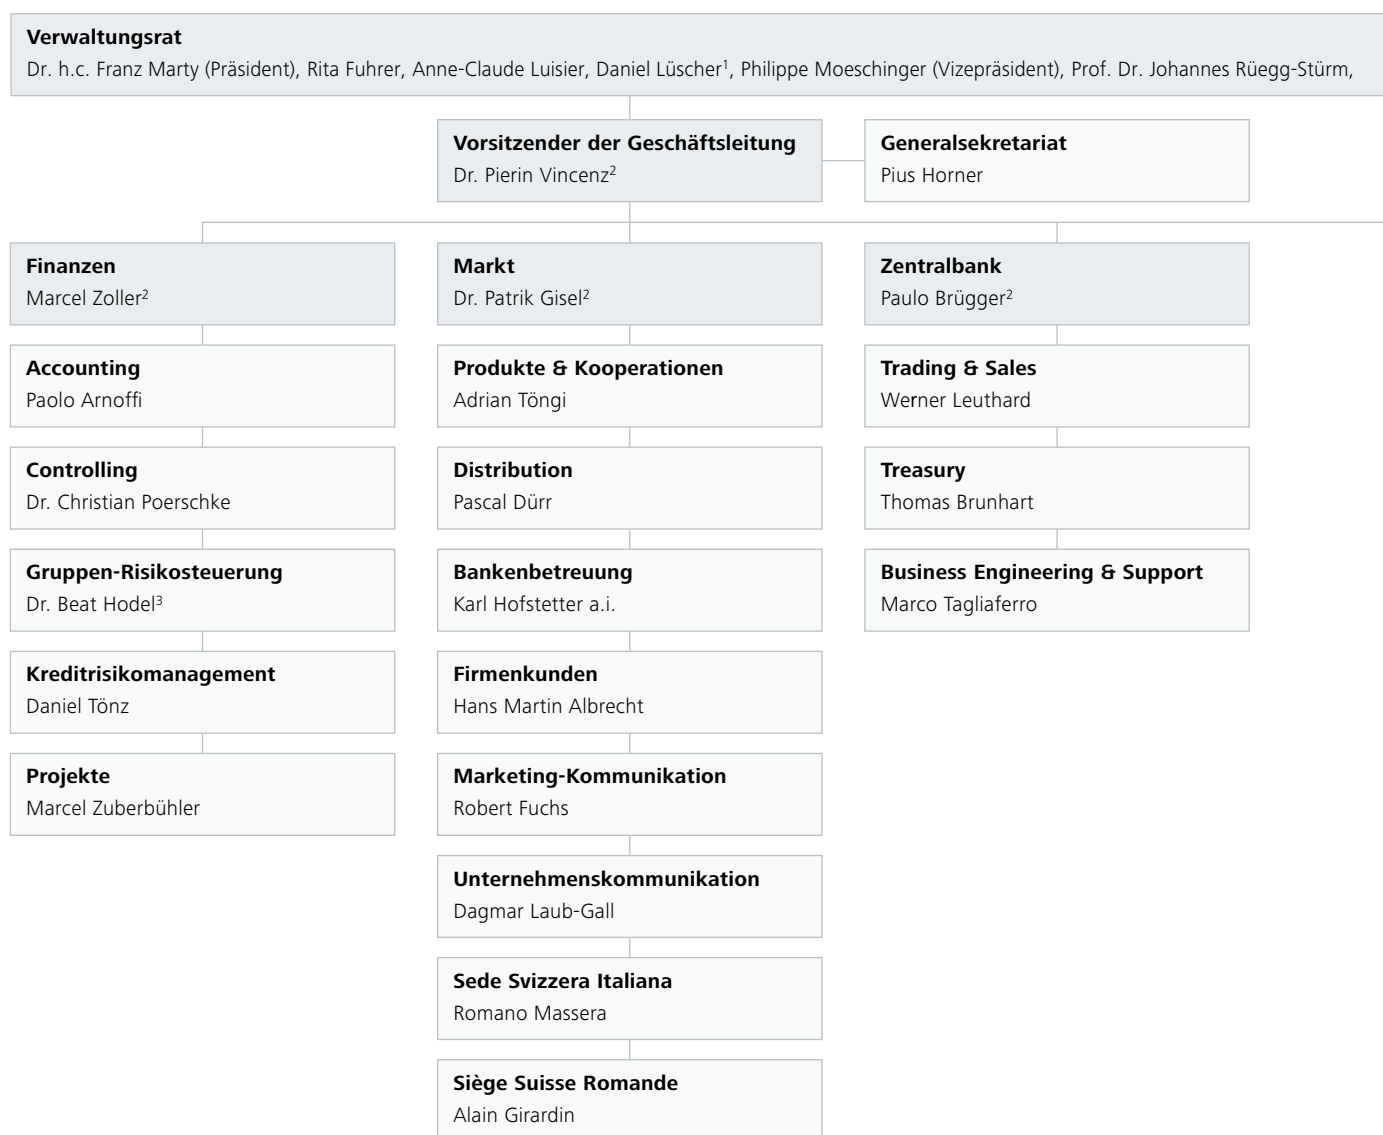 Verwaltungsrat
Dr. h.c. Franz Marty (Präsident), Rita Fuhrer, Anne-Claude Luisier, Daniel Lüscher¹, Philippe Moeschinger (Vizepräsident), Prof. Dr. Johannes Rüegg-Stürm,
Vorsitzender der Geschäftsleitung
Dr. Pierin Vincenz²
Generalsekretariat
Pius Horner
Finanzen
Marcel Zoller²
Accounting
Paolo Arnoffi
Controlling
Dr. Christian Poerschke
Gruppen-Risikosteuerung
Dr. Beat Hodel³
Kreditrisikomanagement
Daniel Tönz
Projekte
Marcel Zuberbühler
Markt
Dr. Patrik Gisel²
Produkte & Kooperationen
Adrian Töngi
Distribution
Pascal Dürr
Bankenbetreuung
Karl Hofstetter a.i.
Firmenkunden
Hans Martin Albrecht
Marketing-Kommunikation
Robert Fuchs
Unternehmenskommunikation
Dagmar Laub-Gall
Sede Svizzera Italiana
Romano Massera
Siège Suisse Romande
Alain Girardin
Zentralbank
Paulo Brügger²
Trading & Sales
Werner Leuthard
Treasury
Thomas Brunhart
Business Engineering & Support
Marco Tagliaferro